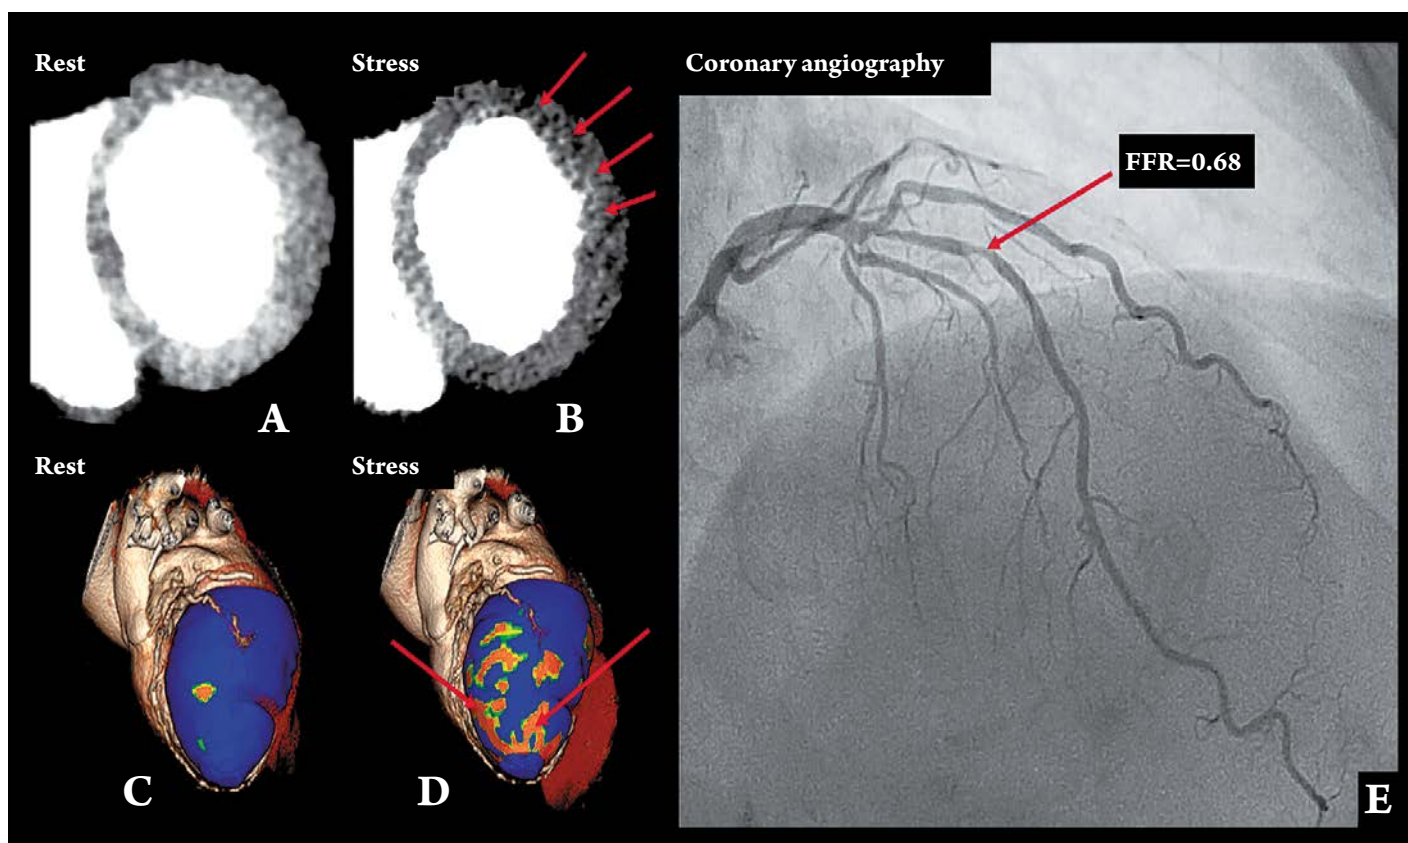 Rest
Stress
Coronary angiography
FFR=0.68
A
B
Rest
Stress
C
D
E